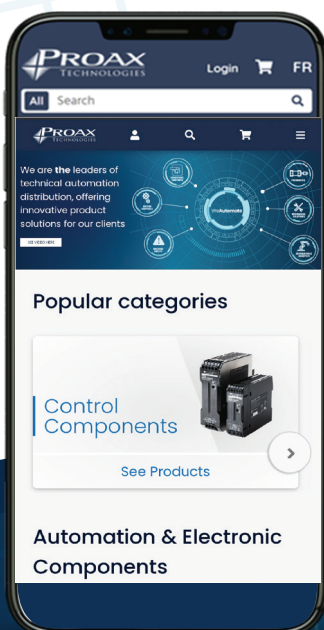 PROAX
TECHNOLOGIES
Login
FR
All
Search
PROAX
TECHNOLOGIES
We are the leaders of
technical automation
distribution, offering
innovative product
solutions for our clients
SEE VIDEO HERE
WeAutomate
Popular categories
Control
Components
See Products
Automation & Electronic
Components